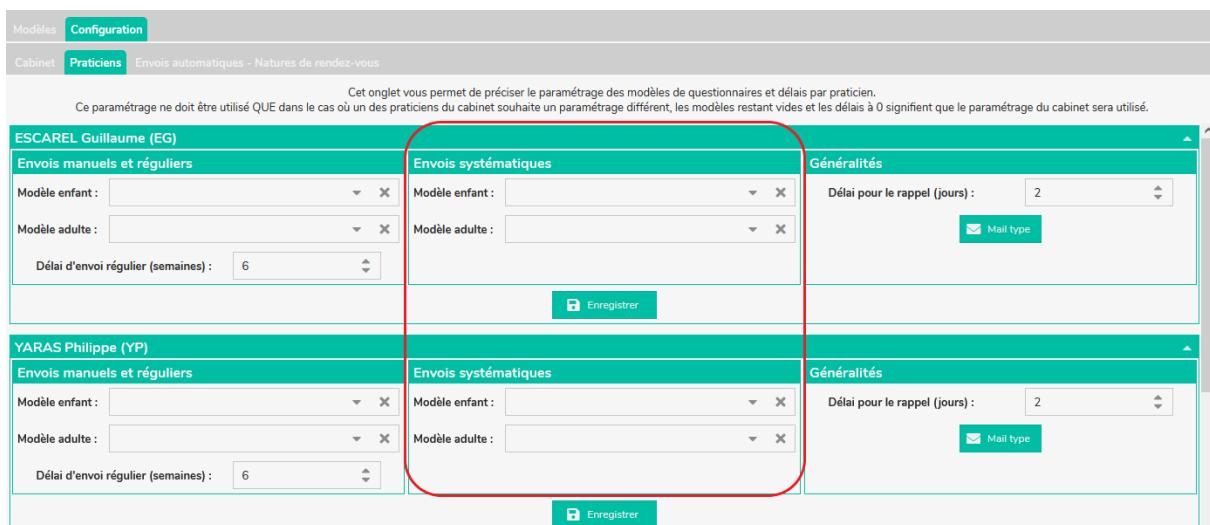 Modèles Configuration
Cabinet Praticiens Envois automatiques - Natures de rendez-vous
Cet onglet vous permet de préciser le paramétrage des modèles de questionnaires et délais par praticien.
Ce paramétrage ne doit être utilisé QUE dans le cas où un des praticiens du cabinet souhaite un paramétrage différent, les modèles restant vides et les délais à 0 signifient que le paramétrage du cabinet sera utilisé.
ESCAREL Guillaume (EG)
Envois manuels et réguliers Envois systématiques Généralités
Modèle enfant : Modèle enfant : Délai pour le rappel (jours) : 2
Modèle adulte : Modèle adulte : Mail type
Délai d'envoi régulier (semaines) : 6
Enregistrer
YARAS Philippe (YP)
Envois manuels et réguliers Envois systématiques Généralités
Modèle enfant : Modèle enfant : Délai pour le rappel (jours) : 2
Modèle adulte : Modèle adulte : Mail type
Délai d'envoi régulier (semaines) : 6
Enregistrer